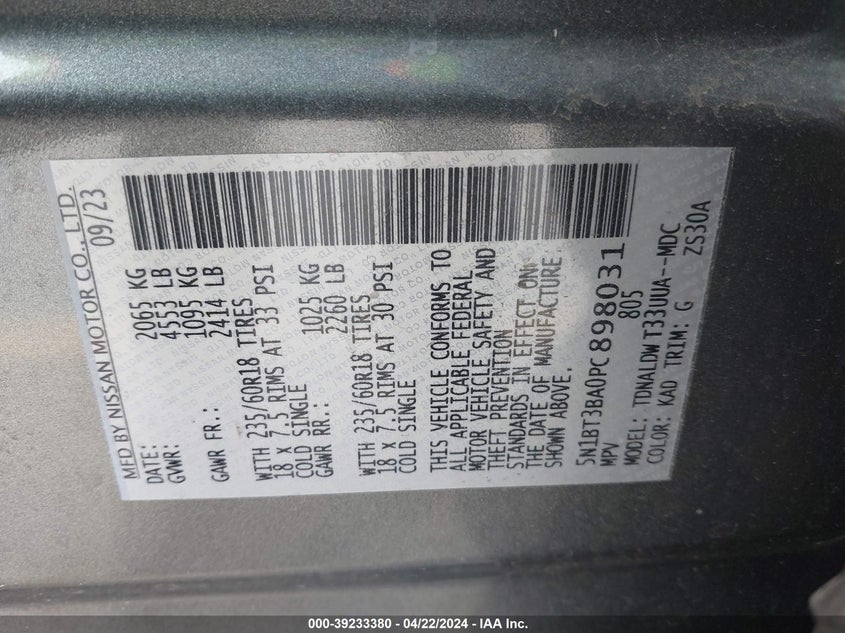 MFD BY NISSAN MOTOR CO., LTD.
DATE: 09/23
GVWR: 2065 KG
4553 LB
GAWR FR.: 1095 KG
2414 LB
WITH 235/60R18 TIRES
18 X 7.5 RIMS AT 33 PSI
COLD SINGLE
GAWR RR.: 1025 KG
2260 LB
WITH 235/60R18 TIRES
18 X 7.5 RIMS AT 30 PSI
COLD SINGLE
THIS VEHICLE CONFORMS TO
ALL APPLICABLE FEDERAL
MOTOR VEHICLE SAFETY AND
THEFT PREVENTION
STANDARDS IN EFFECT ON
THE DATE OF MANUFACTURE
SHOWN ABOVE.
5N1BT3BA0PC898031
MPV 805
MODEL: TDNALDWT33UUA--MDC
COLOR: KAD TRIM: G ZS30A
000-39233380 - 04/22/2024 - IAA Inc.